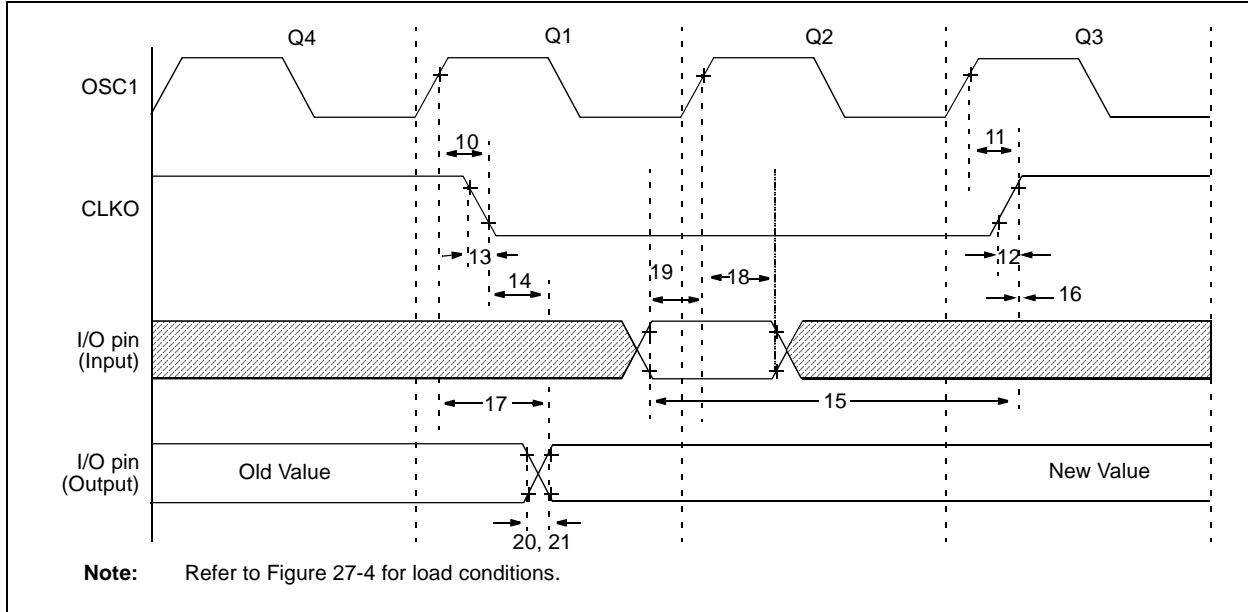 Q4 Q1 Q2 Q3
OSC1
10 11
CLKO
13 12
14 19 18 16
I/O pin
(Input)
17 15
I/O pin
(Output)
Old Value New Value
20, 21
Note: Refer to Figure 27-4 for load conditions.